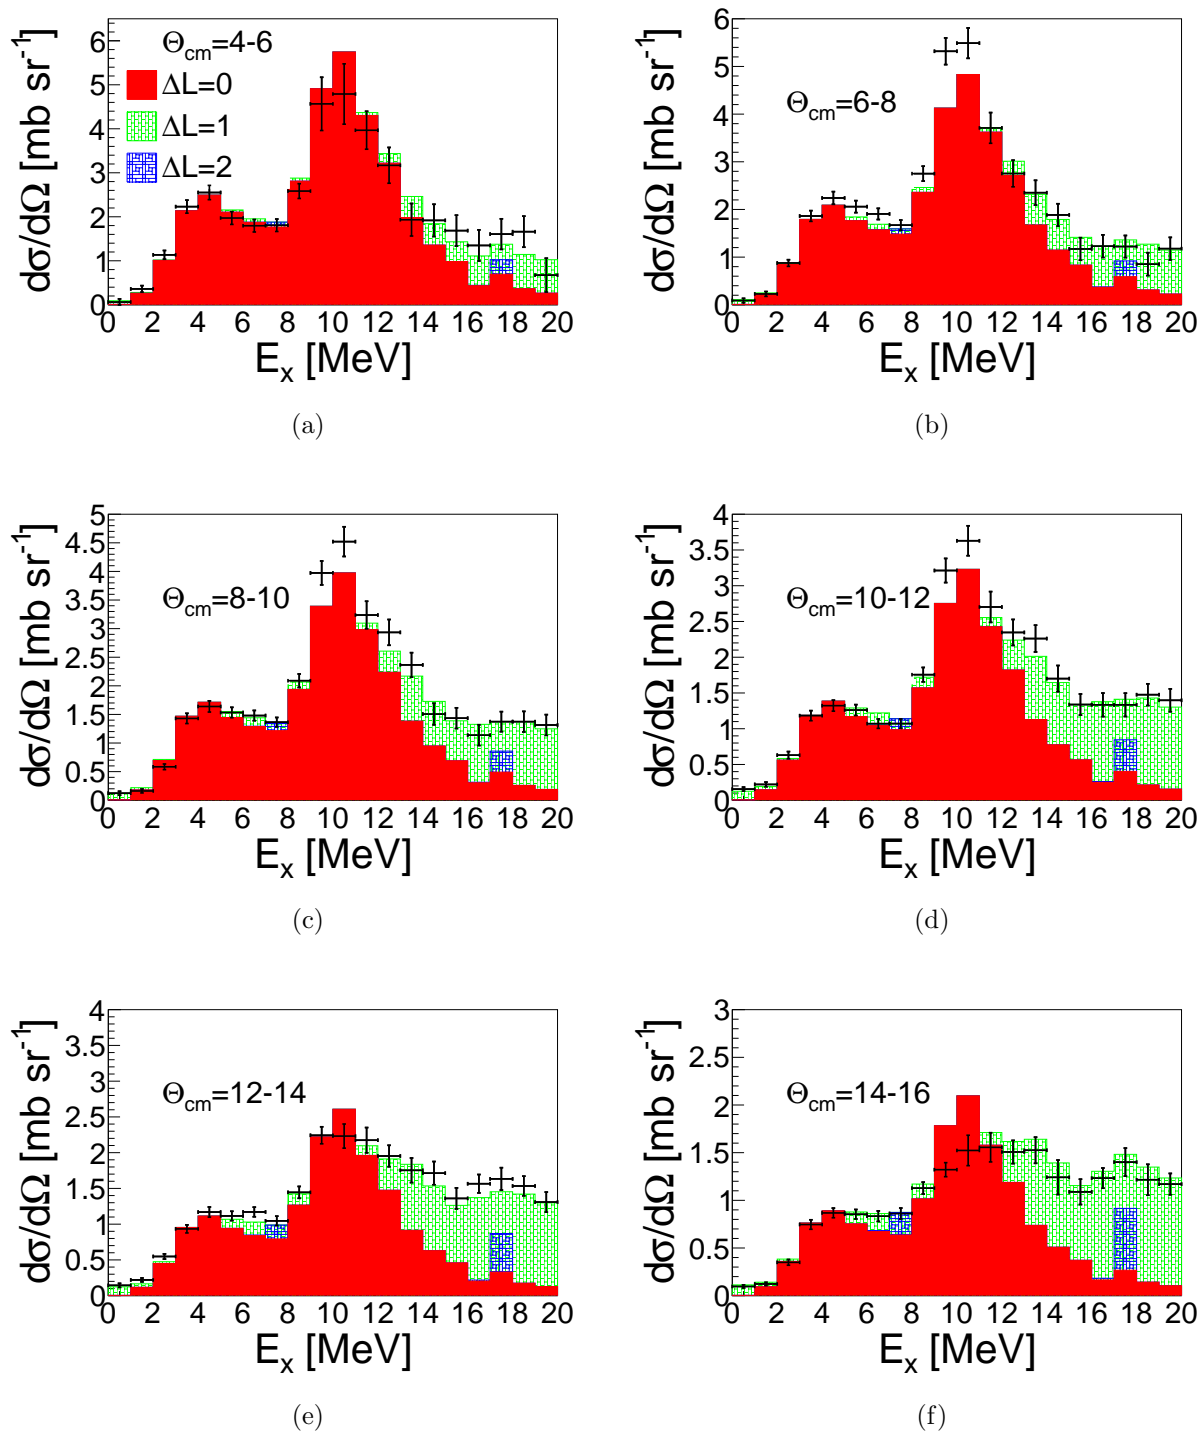 dσ/dΩ [mb sr⁻¹]
6
5
4
3
2
1
0
Θcm=4-6
ΔL=0
ΔL=1
ΔL=2
0 2 4 6 8 10 12 14 16 18 20
Ex [MeV]
(a)
dσ/dΩ [mb sr⁻¹]
6
5
4
3
2
1
0
Θcm=6-8
0 2 4 6 8 10 12 14 16 18 20
Ex [MeV]
(b)
dσ/dΩ [mb sr⁻¹]
5
4.5
4
3.5
3
2.5
2
1.5
1
0.5
0
Θcm=8-10
0 2 4 6 8 10 12 14 16 18 20
Ex [MeV]
(c)
dσ/dΩ [mb sr⁻¹]
4
3.5
3
2.5
2
1.5
1
0.5
0
Θcm=10-12
0 2 4 6 8 10 12 14 16 18 20
Ex [MeV]
(d)
dσ/dΩ [mb sr⁻¹]
4
3.5
3
2.5
2
1.5
1
0.5
0
Θcm=12-14
0 2 4 6 8 10 12 14 16 18 20
Ex [MeV]
(e)
dσ/dΩ [mb sr⁻¹]
3
2.5
2
1.5
1
0.5
0
Θcm=14-16
0 2 4 6 8 10 12 14 16 18 20
Ex [MeV]
(f)